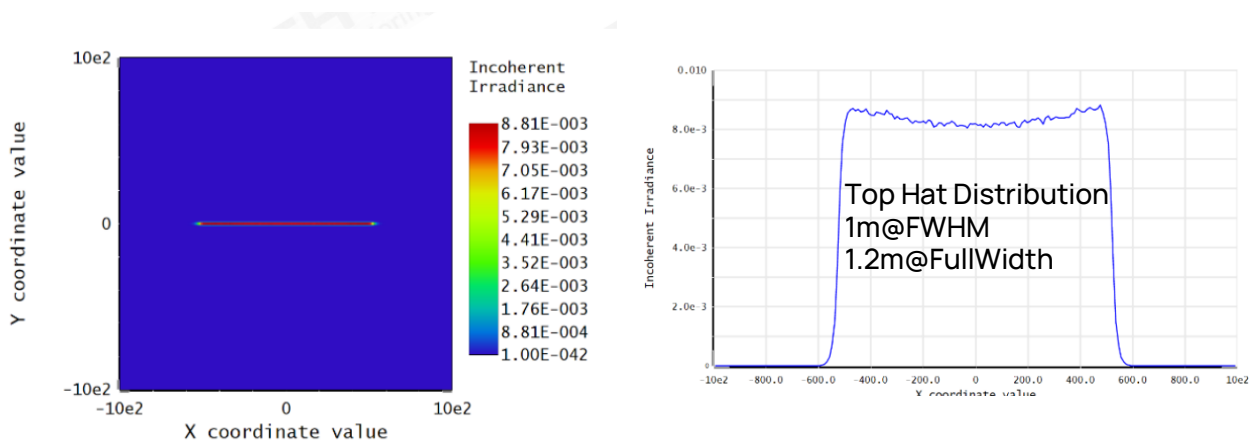 10e2
Y coordinate value
0
-10e2
-10e2
0
10e2
X coordinate value
Incoherent
Irradiance
8.81E-003
7.93E-003
7.05E-003
6.17E-003
5.29E-003
4.41E-003
3.52E-003
2.64E-003
1.76E-003
8.81E-004
1.00E-042
Incoherent Irradiance
0.010
8.0e-3
6.0e-3
4.0e-3
2.0e-3
0
Top Hat Distribution
1m@FWHM
1.2m@FullWidth
-10e2
-800.0
-600.0
-400.0
-200.0
0
200.0
400.0
600.0
800.0
10e2
X coordinate value